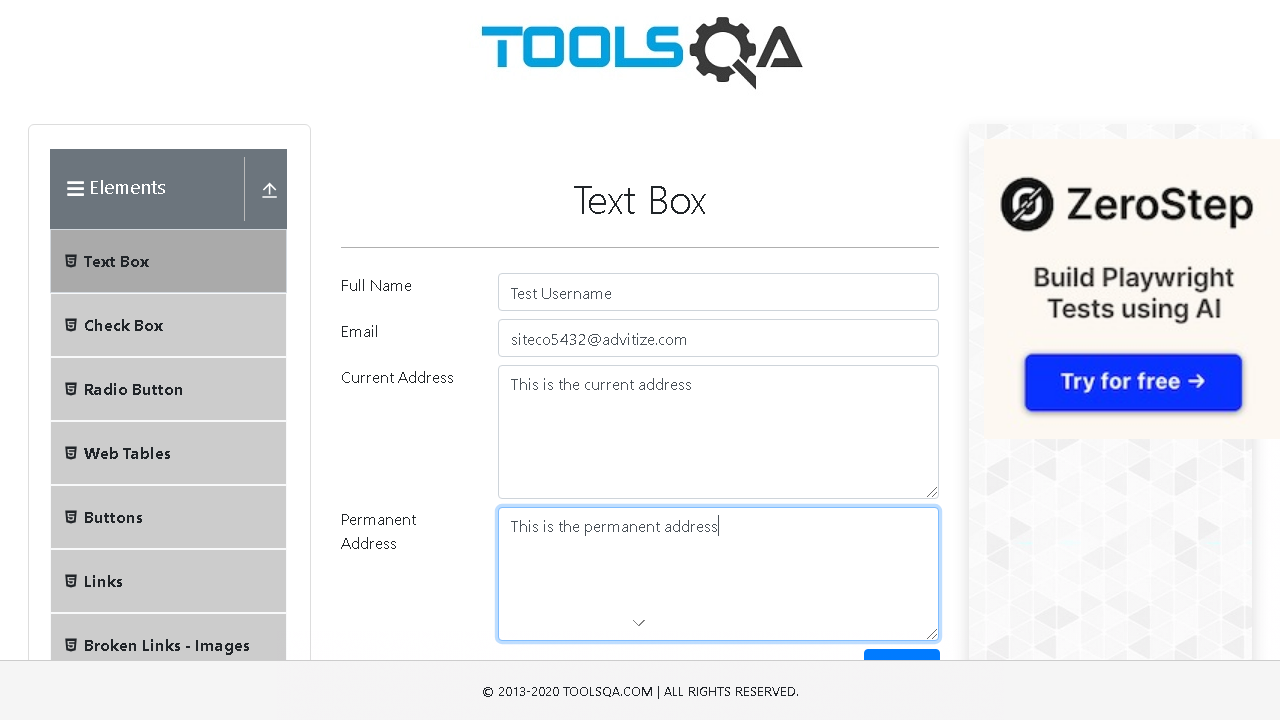 TOOLSQA
Elements
Text Box
Check Box
Radio Button
Web Tables
Buttons
Links
Broken Links - Images
Text Box
Full Name
Test Username
Email
siteco5432@advitize.com
Current Address
This is the current address
Permanent
Address
This is the permanent address
ZeroStep
Build Playwright
Tests using AI
Try for free →
© 2013-2020 TOOLSQA.COM | ALL RIGHTS RESERVED.